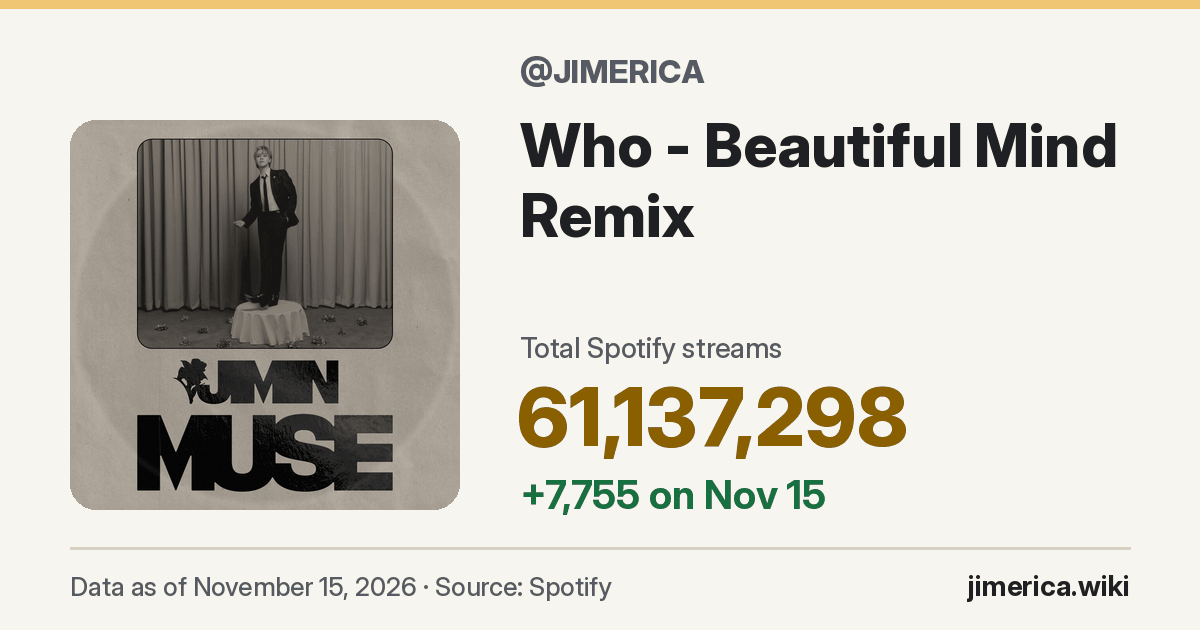 @JIMERICA
Who - Beautiful Mind
Remix
JIMIN
MUSE
Total Spotify streams
61,137,298
+7,755 on Nov 15
Data as of November 15, 2026 · Source: Spotify
jimerica.wiki